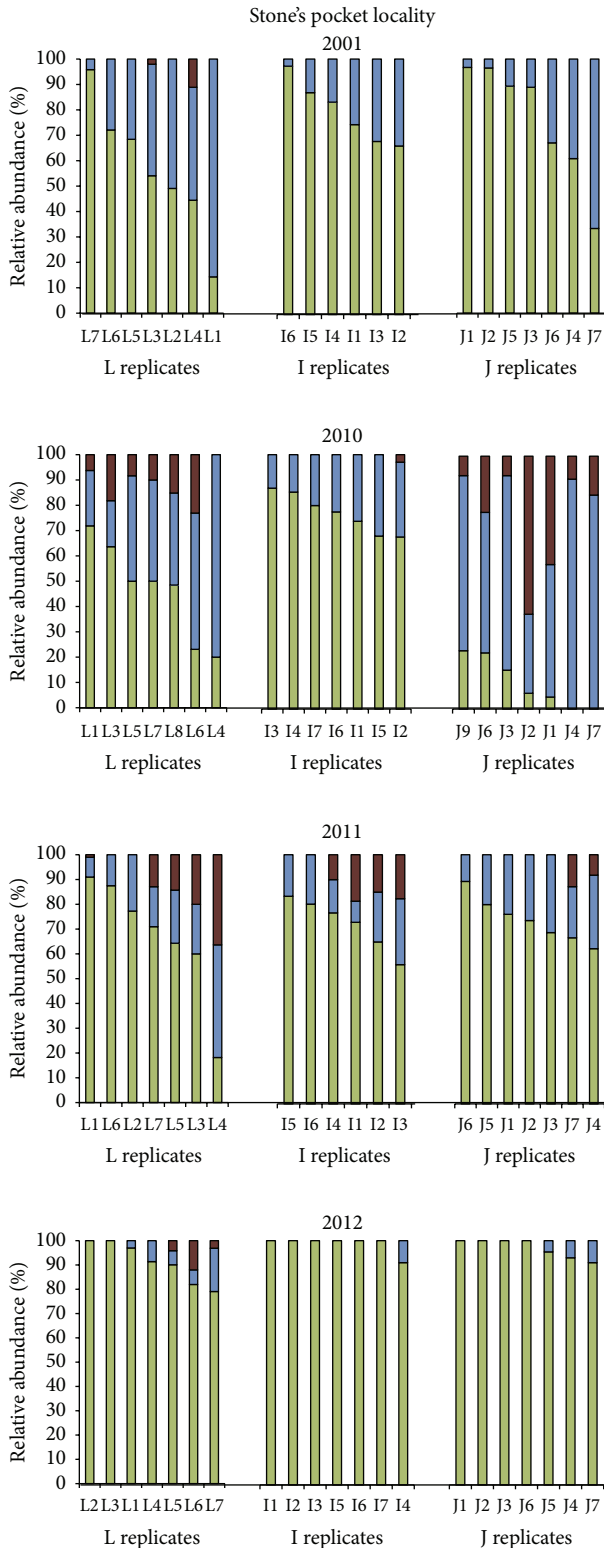 Stone's pocket locality
2001
Relative abundance (%)
100
90
80
70
60
50
40
30
20
10
0
L7 L6 L5 L3 L2 L4 L1
L replicates
I6 I5 I4 I1 I3 I2
I replicates
J1 J2 J5 J3 J6 J4 J7
J replicates
2010
Relative abundance (%)
100
90
80
70
60
50
40
30
20
10
0
L1 L3 L5 L7 L8 L6 L4
L replicates
I3 I4 I7 I6 I1 I5 I2
I replicates
J9 J6 J3 J2 J1 J4 J7
J replicates
2011
Relative abundance (%)
100
90
80
70
60
50
40
30
20
10
0
L1 L6 L2 L7 L5 L3 L4
L replicates
I5 I6 I4 I1 I2 I3
I replicates
J6 J5 J1 J2 J3 J7 J4
J replicates
2012
Relative abundance (%)
100
90
80
70
60
50
40
30
20
10
0
L2 L3 L1 L4 L5 L6 L7
L replicates
I1 I2 I3 I5 I6 I7 I4
I replicates
J1 J2 J3 J6 J5 J4 J7
J replicates